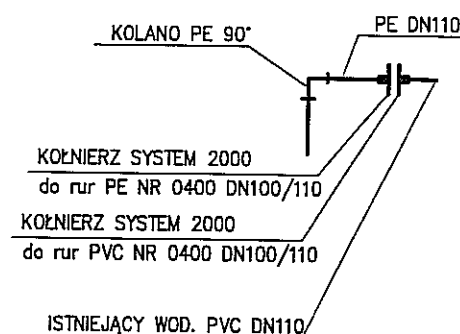 KOLANO PE 90°
PE DN110
KOŁNIERZ SYSTEM 2000
do rur PE NR 0400 DN100/110
KOŁNIERZ SYSTEM 2000
do rur PVC NR 0400 DN100/110
ISTNIEJĄCY WOD. PVC DN110